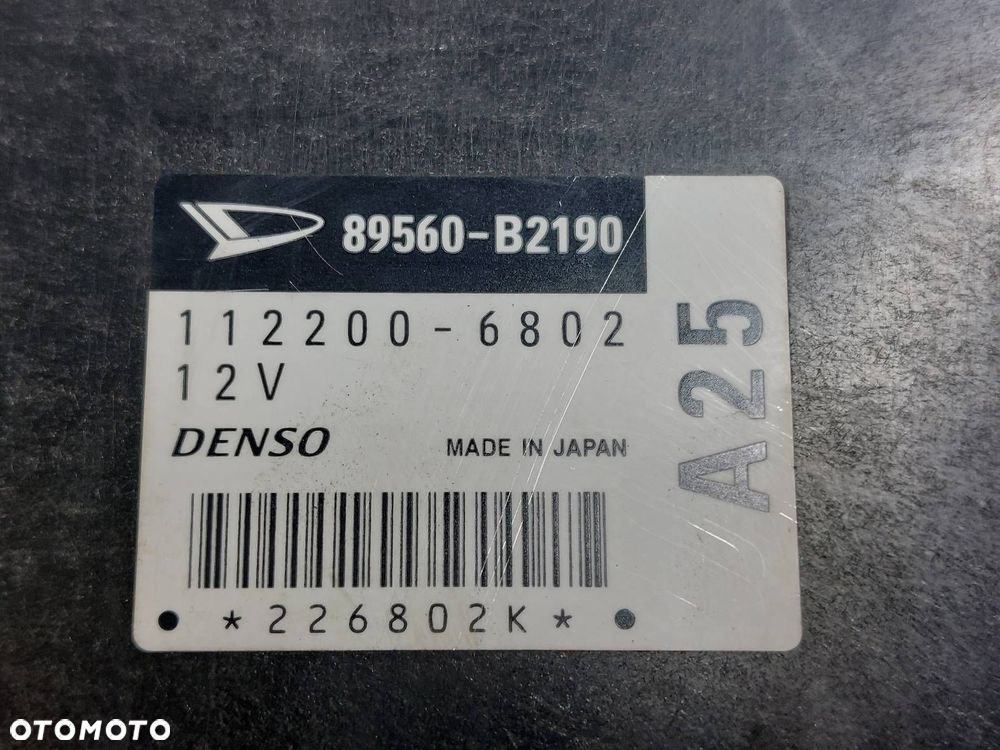 89560-B2190
112200-6802
12V
DENSO
MADE IN JAPAN
*226802K*
A25
OTOMOTO